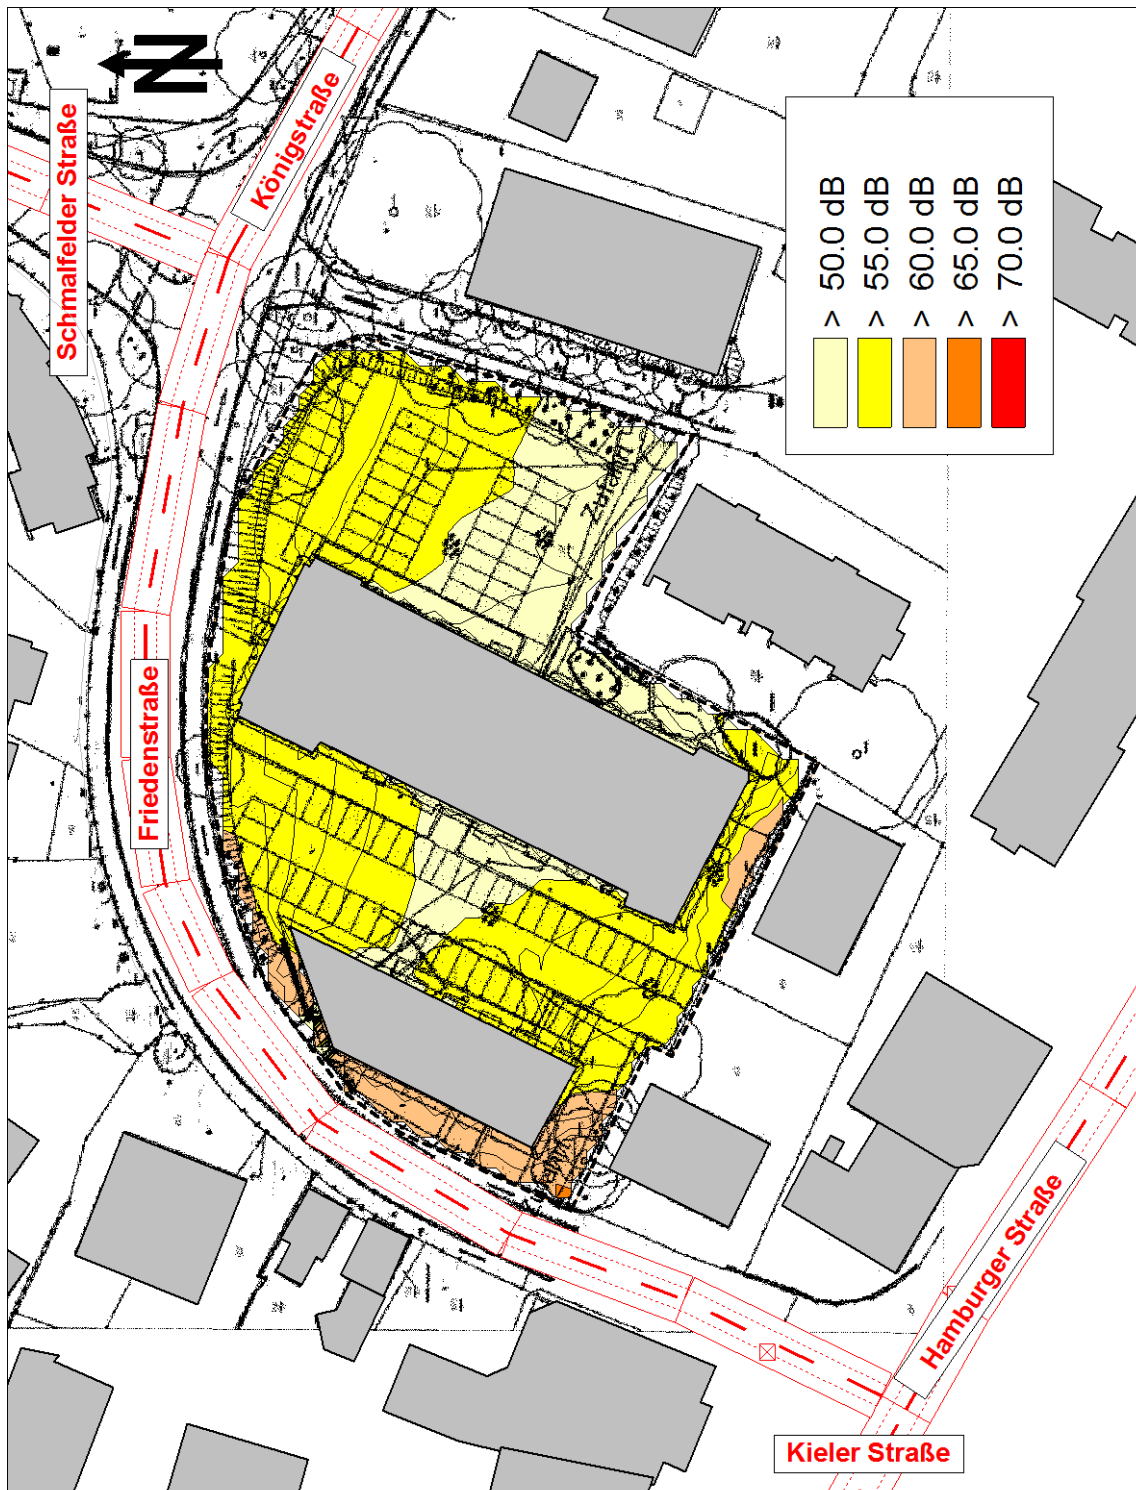 N
Schmalfelder Straße
Königstraße
Friedenstraße
> 50.0 dB
> 55.0 dB
> 60.0 dB
> 65.0 dB
> 70.0 dB
Zufahrt
Hamburger Straße
Kieler Straße